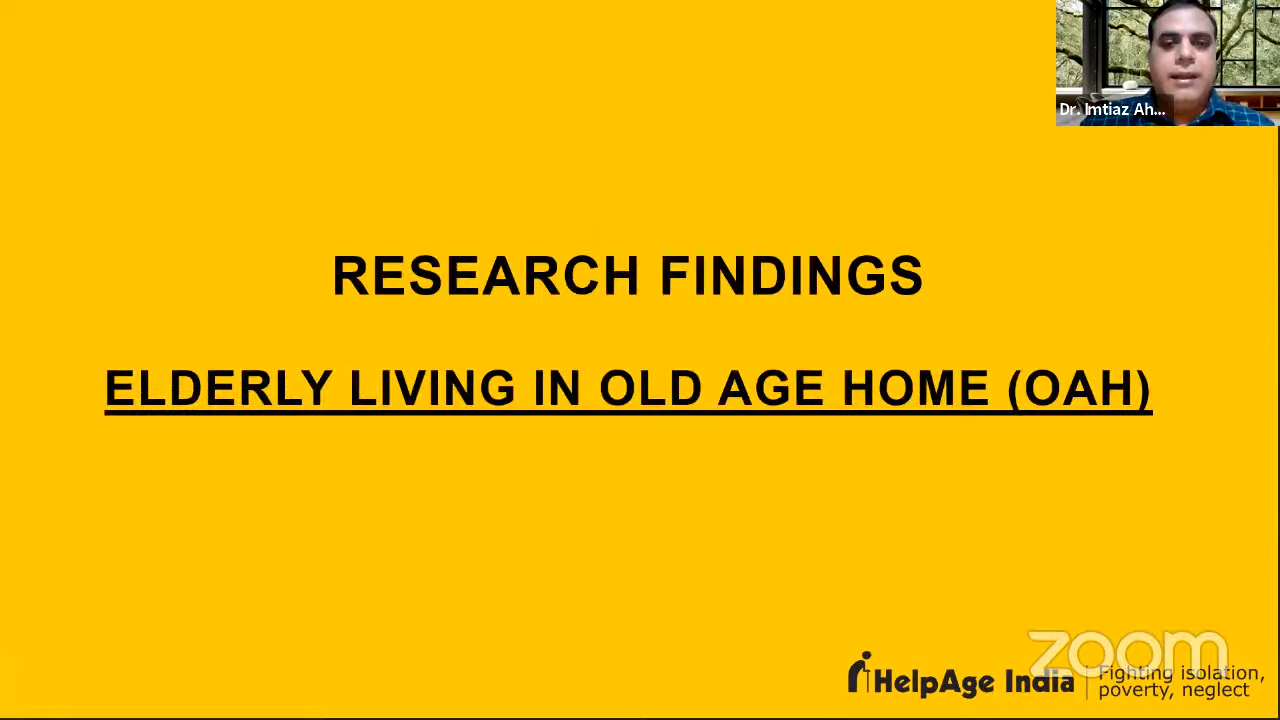 Dr. Imtiaz Ah...
RESEARCH FINDINGS
ELDERLY LIVING IN OLD AGE HOME (OAH)
zoom
HelpAge India
Fighting isolation,
poverty, neglect